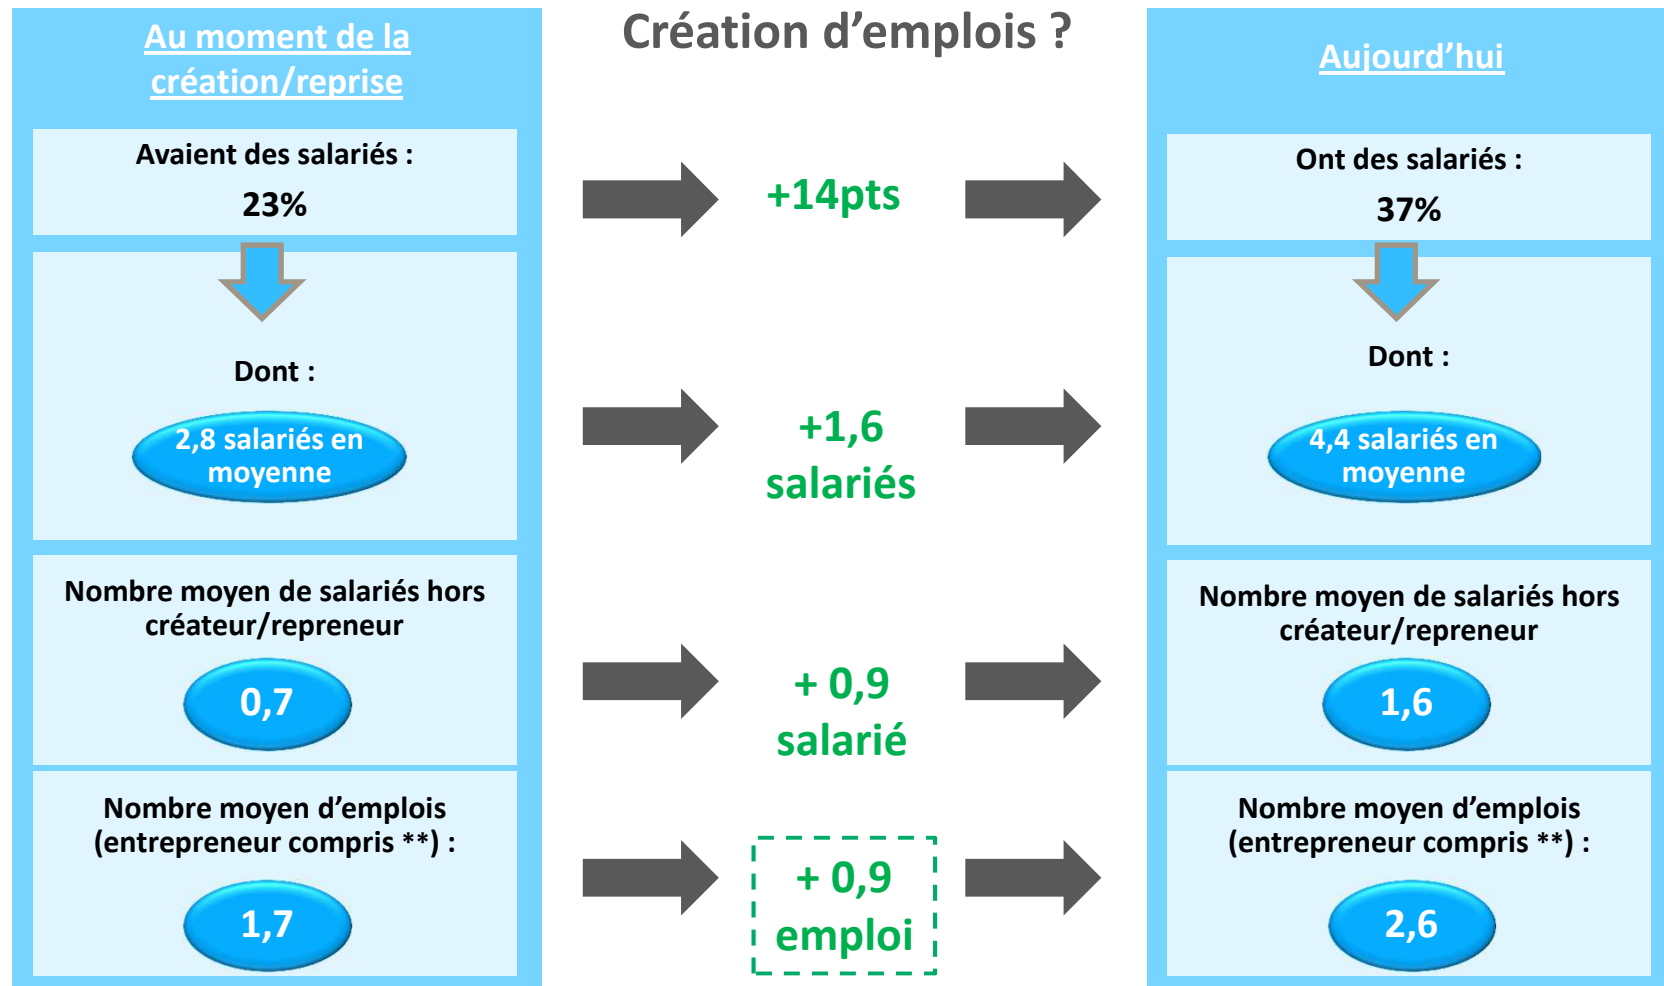 Création d’emplois ?
Au moment de la
création/reprise
Avaient des salariés :
23%
Dont :
2,8 salariés en
moyenne
Nombre moyen de salariés hors
créateur/repreneur
0,7
Nombre moyen d’emplois
(entrepreneur compris **) :
1,7
+14pts
+1,6
salariés
+ 0,9
salarié
+ 0,9
emploi
Aujourd’hui
Ont des salariés :
37%
Dont :
4,4 salariés en
moyenne
Nombre moyen de salariés hors
créateur/repreneur
1,6
Nombre moyen d’emplois
(entrepreneur compris **) :
2,6